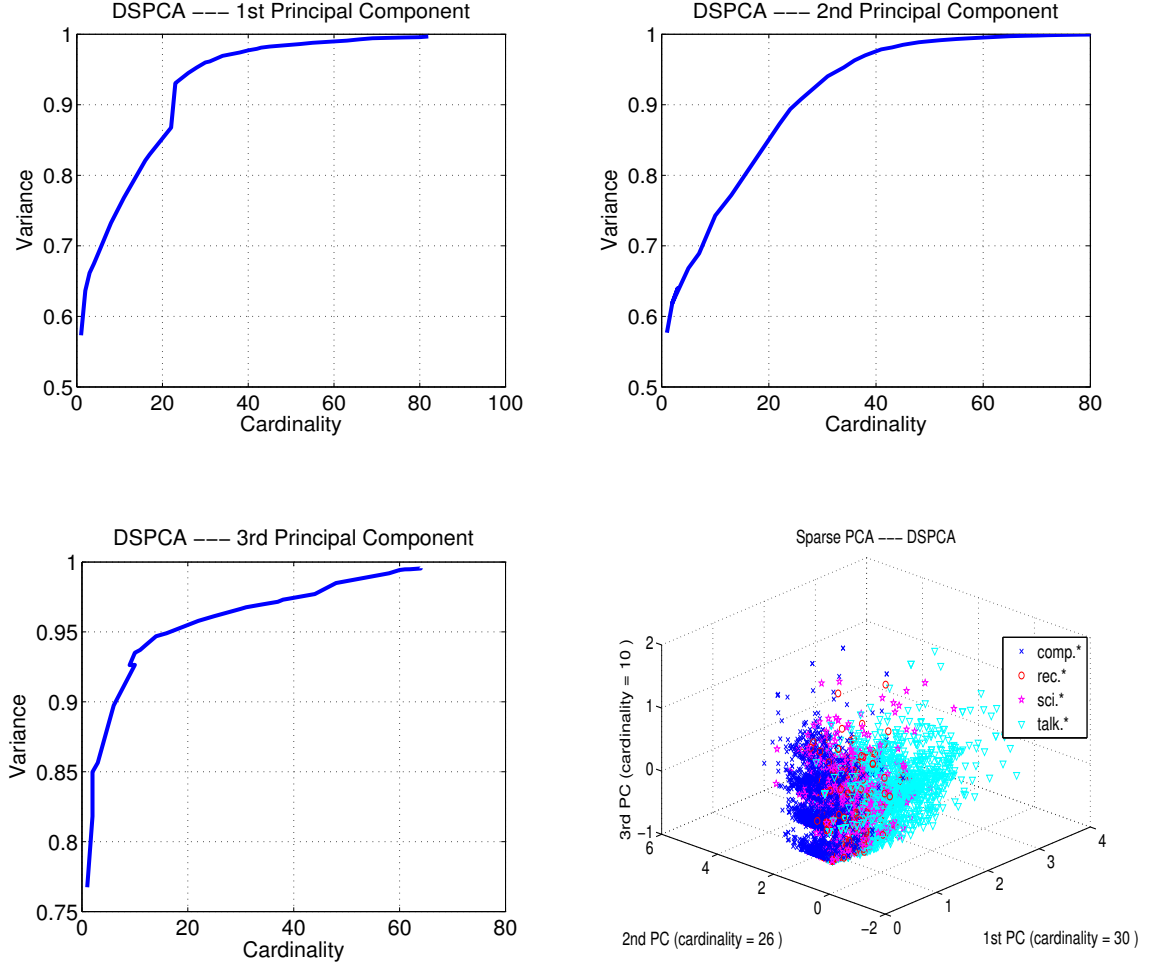 DSPCA --- 1st Principal Component
1
0.9
0.8
0.7
0.6
0.5
Variance
0 20 40 60 80 100
Cardinality
DSPCA --- 2nd Principal Component
1
0.9
0.8
0.7
0.6
0.5
Variance
0 20 40 60 80
Cardinality
DSPCA --- 3rd Principal Component
1
0.95
0.9
0.85
0.8
0.75
Variance
0 20 40 60 80
Cardinality
Sparse PCA --- DSPCA
2
1
0
−1
3rd PC (cardinality = 10 )
comp.*
rec.*
sci.*
talk.*
6 4 2 0 −2
2nd PC (cardinality = 26 )
0 1 2 3 4
1st PC (cardinality = 30 )